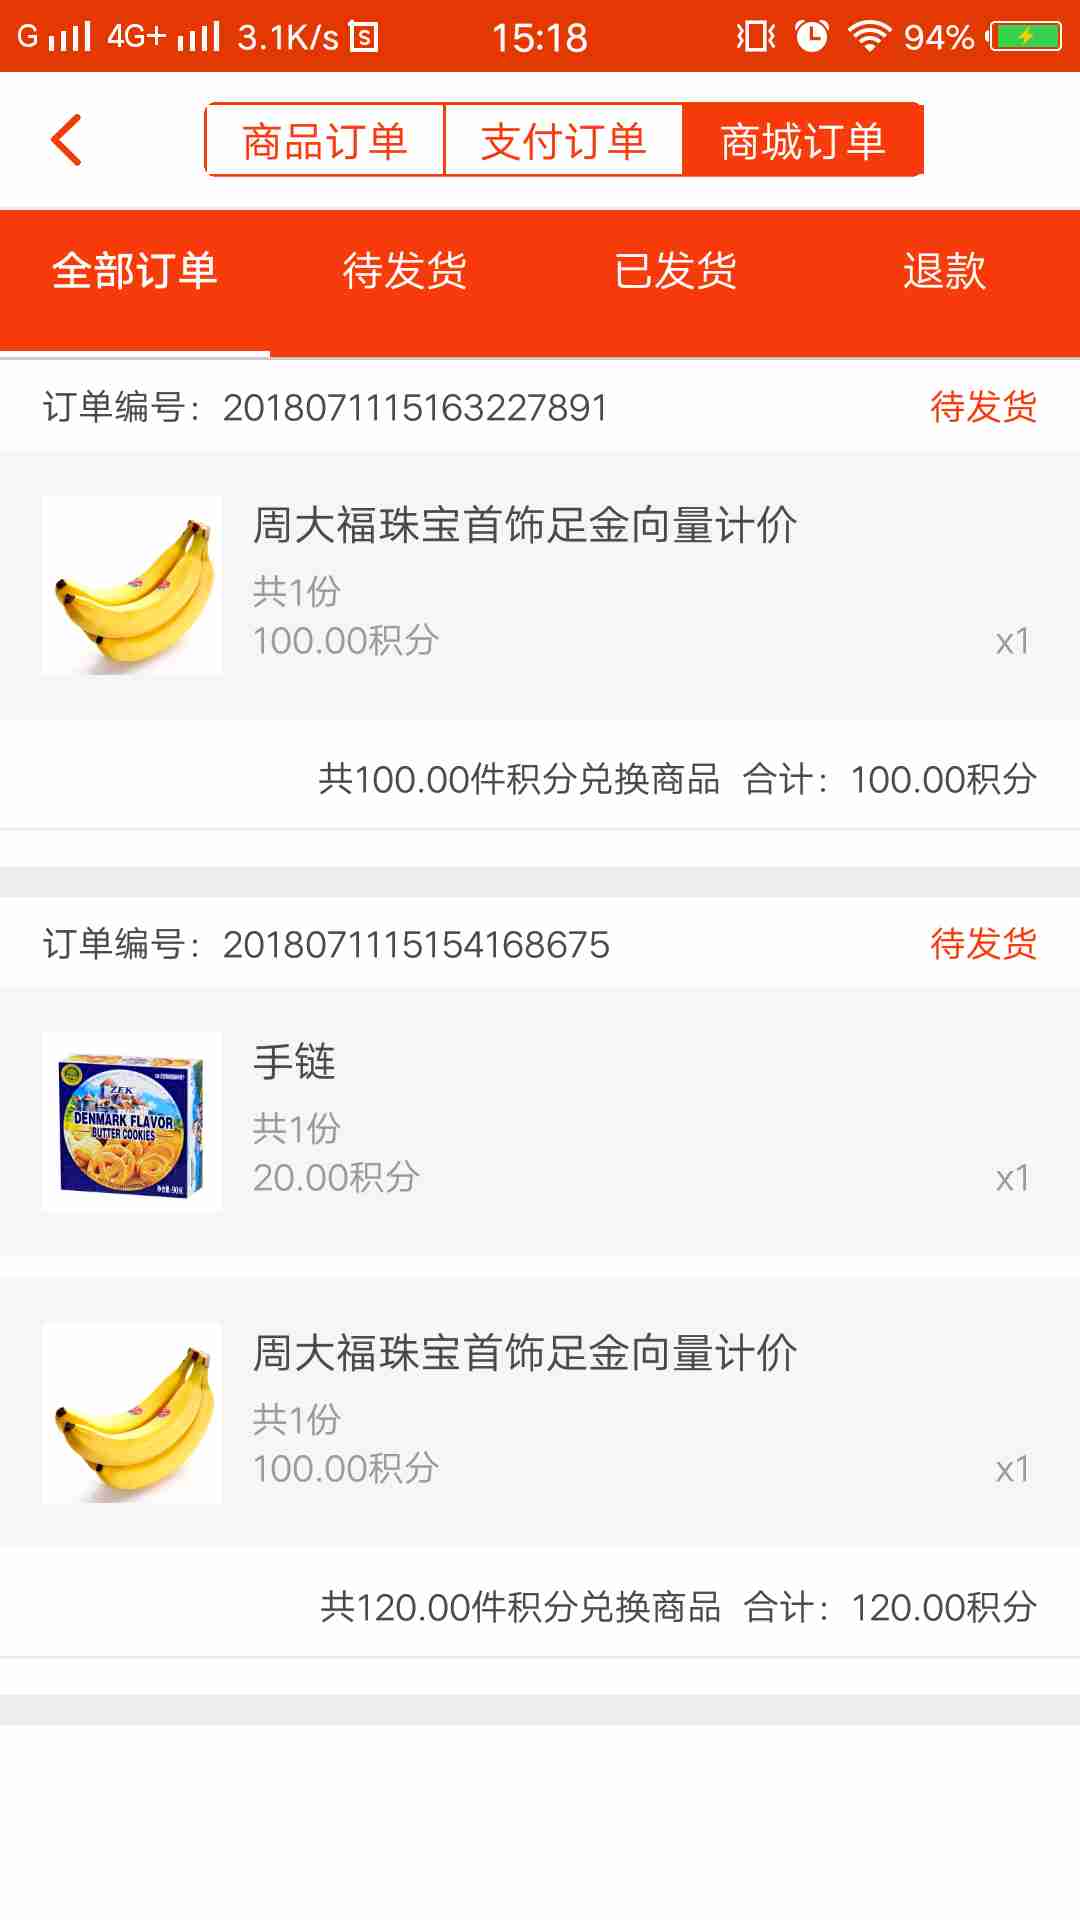 G 4G+ 3.1K/s 15:18 94%
商品订单 支付订单 商城订单
全部订单 待发货 已发货 退款
订单编号：2018071115163227891 待发货
周大福珠宝首饰足金向量计价
共1份
100.00积分 x1
共100.00件积分兑换商品 合计：100.00积分
订单编号：2018071115154168675 待发货
手链
共1份
20.00积分 x1
ZEK
DENMARK FLAVOR
BUTTER COOKIES
周大福珠宝首饰足金向量计价
共1份
100.00积分 x1
共120.00件积分兑换商品 合计：120.00积分